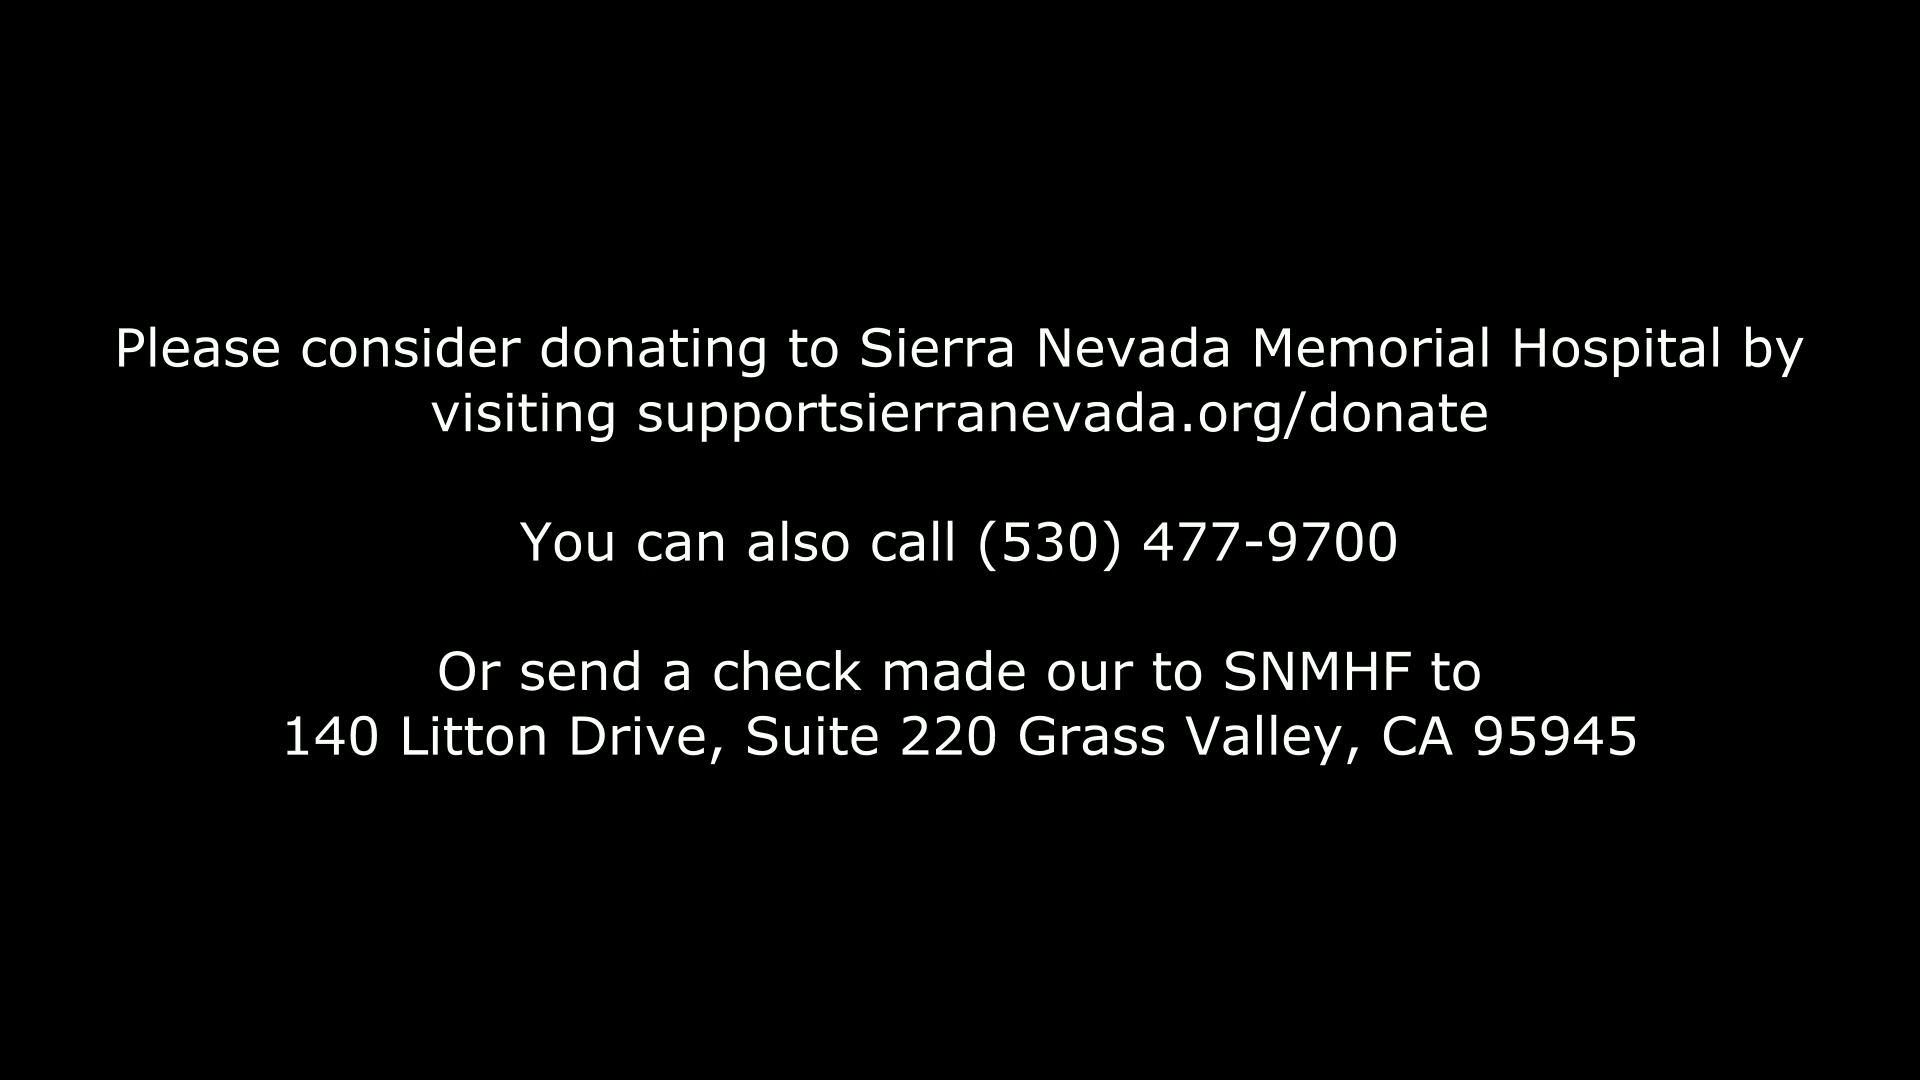 Please consider donating to Sierra Nevada Memorial Hospital by
visiting supportsierranevada.org/donate
You can also call (530) 477-9700
Or send a check made our to SNMHF to
140 Litton Drive, Suite 220 Grass Valley, CA 95945